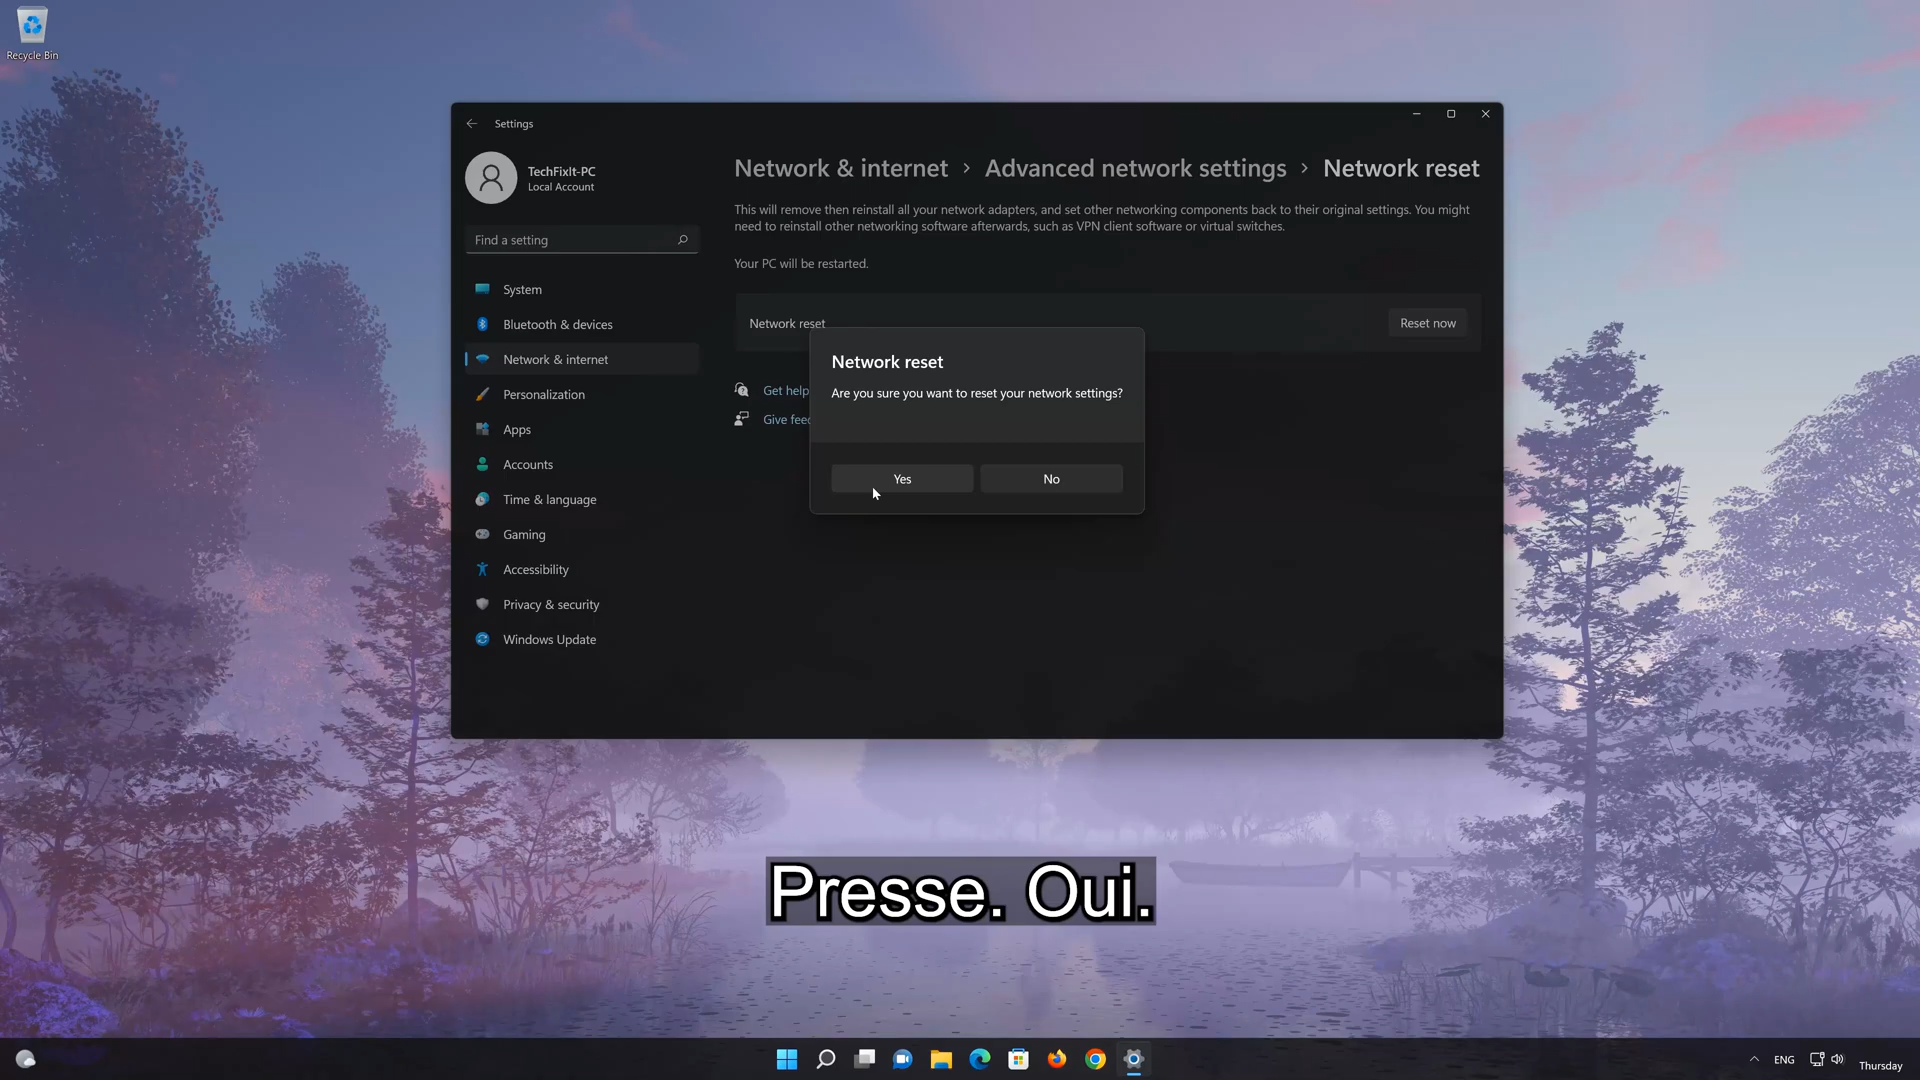 Recycle Bin
Settings
TechFixIt-PC
Local Account
Find a setting
System
Bluetooth & devices
Network & internet
Personalization
Apps
Accounts
Time & language
Gaming
Accessibility
Privacy & security
Windows Update
Network & internet › Advanced network settings › Network reset
This will remove then reinstall all your network adapters, and set other networking components back to their original settings. You might
need to reinstall other networking software afterwards, such as VPN client software or virtual switches.
Your PC will be restarted.
Network reset
Reset now
Get help
Give feed
Network reset
Are you sure you want to reset your network settings?
Yes
No
Presse. Oui.
ENG
Thursday